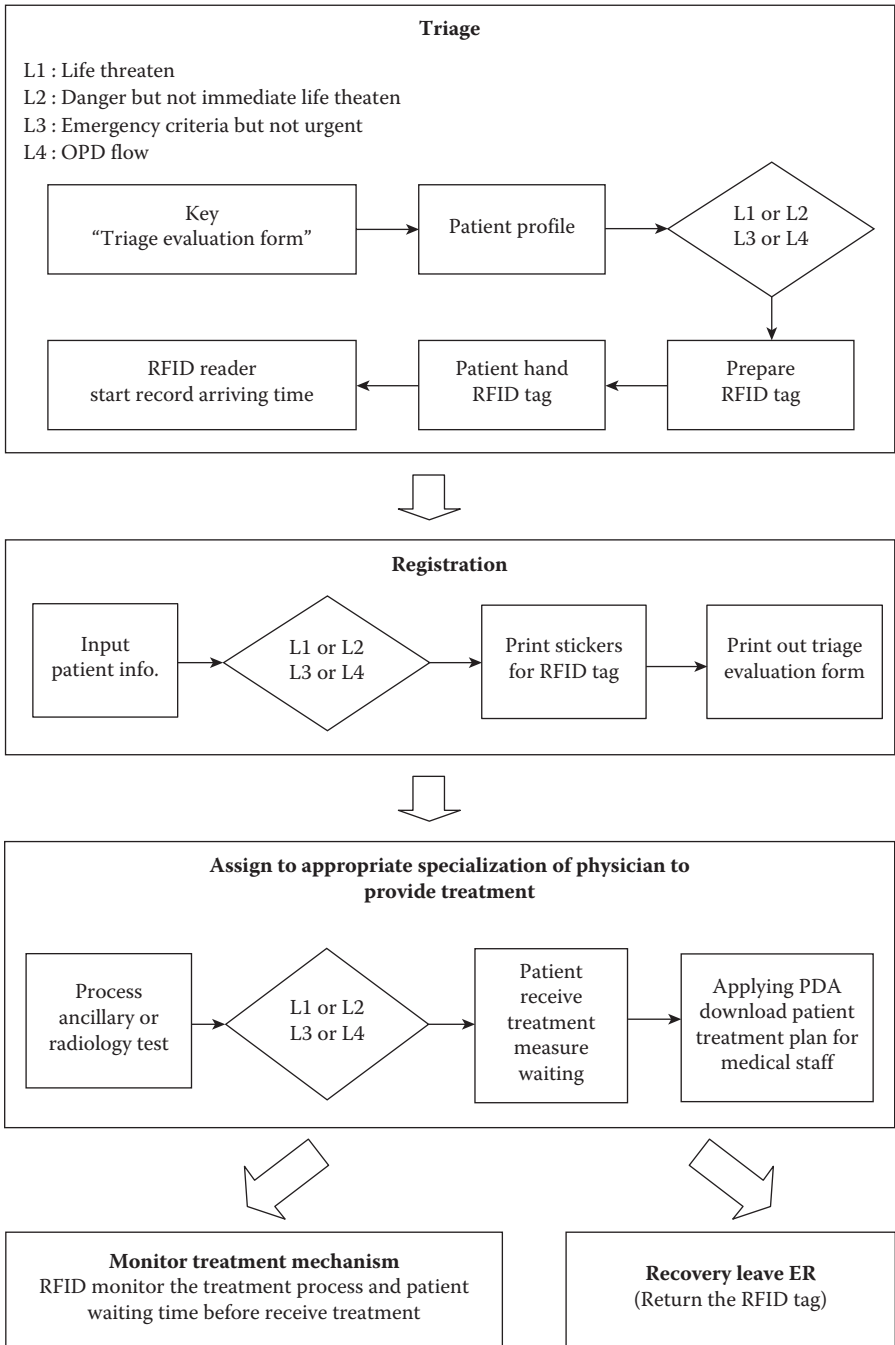 Triage
L1 : Life threaten
L2 : Danger but not immediate life theaten
L3 : Emergency criteria but not urgent
L4 : OPD flow
Key
“Triage evaluation form”
Patient profile
L1 or L2
L3 or L4
RFID reader
start record arriving time
Patient hand
RFID tag
Prepare
RFID tag
Registration
Input
patient info.
L1 or L2
L3 or L4
Print stickers
for RFID tag
Print out triage
evaluation form
Assign to appropriate specialization of physician to
provide treatment
Process
ancillary or
radiology test
L1 or L2
L3 or L4
Patient
receive
treatment
measure
waiting
Applying PDA
download patient
treatment plan for
medical staff
Monitor treatment mechanism
RFID monitor the treatment process and patient
waiting time before receive treatment
Recovery leave ER
(Return the RFID tag)